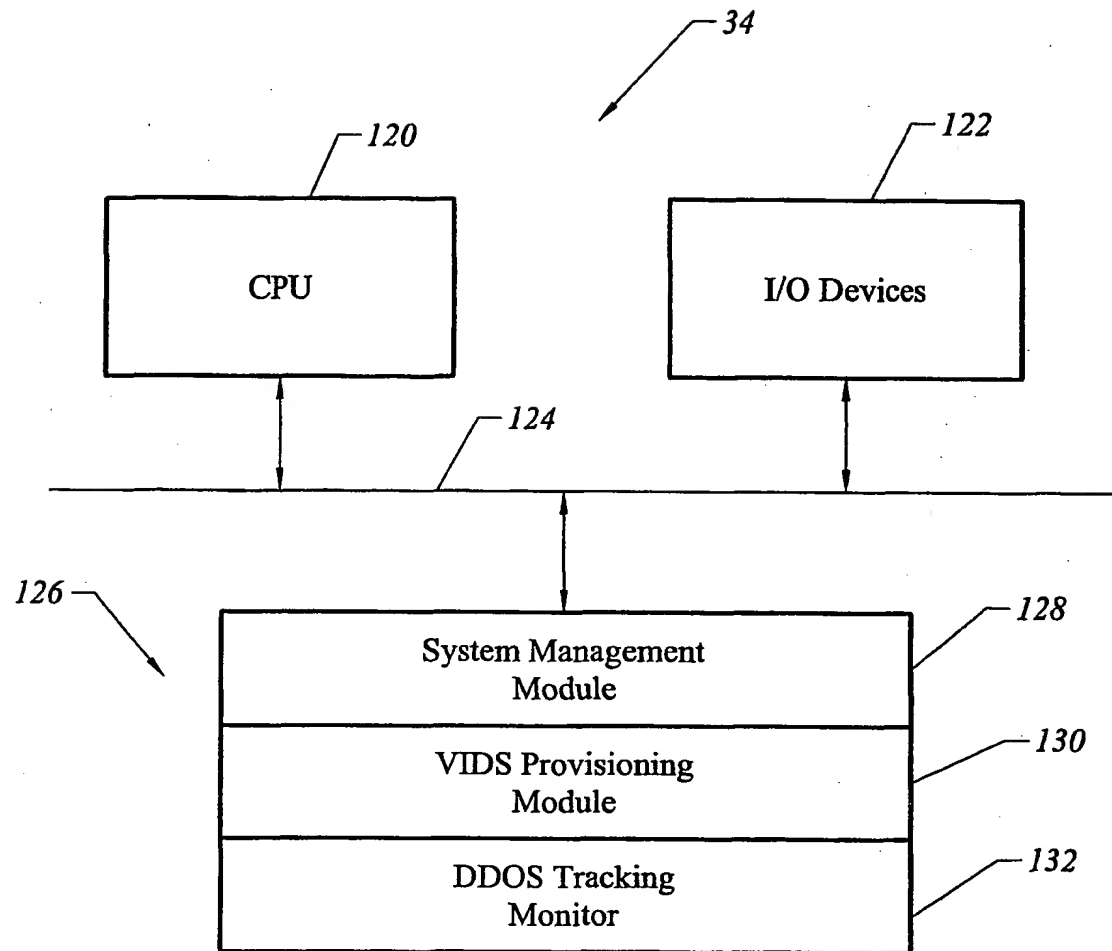 34
120
122
CPU
I/O Devices
124
126
128
System Management
Module
130
VIDS Provisioning
Module
132
DDOS Tracking
Monitor